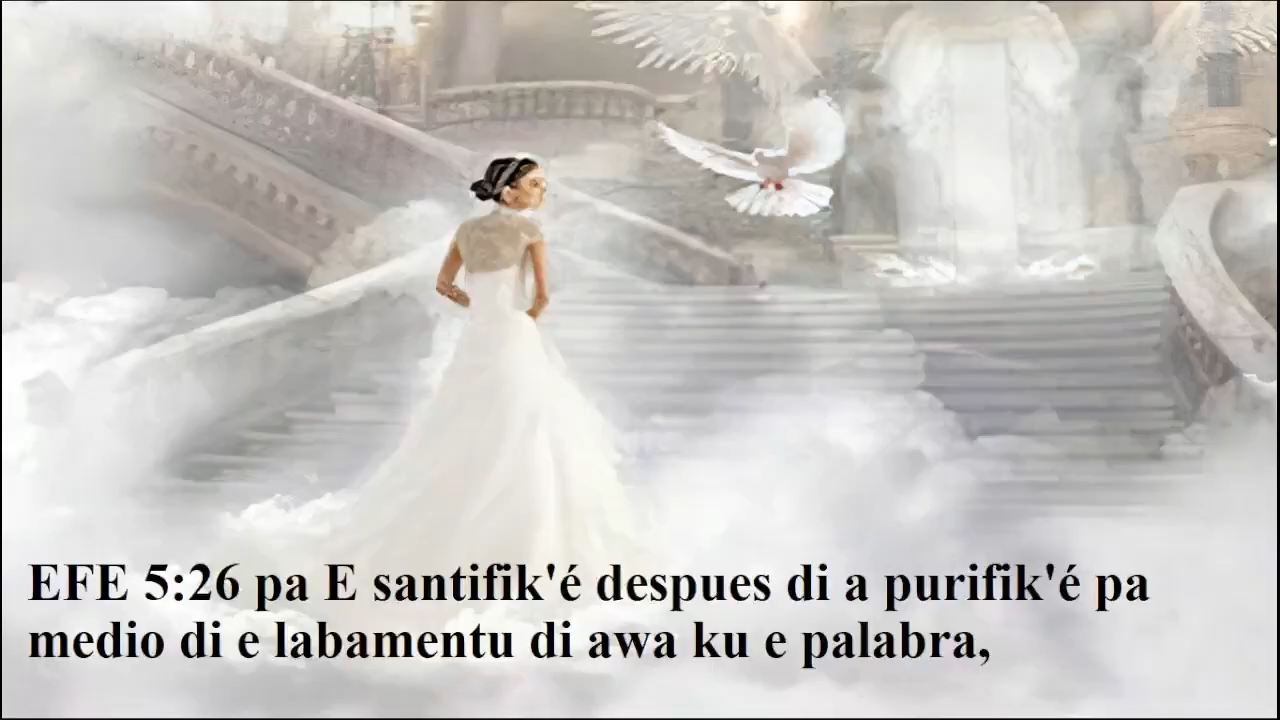 EFE 5:26 pa E santifik'é despues di a purifik'é pa
medio di e labamentu di awa ku e palabra,